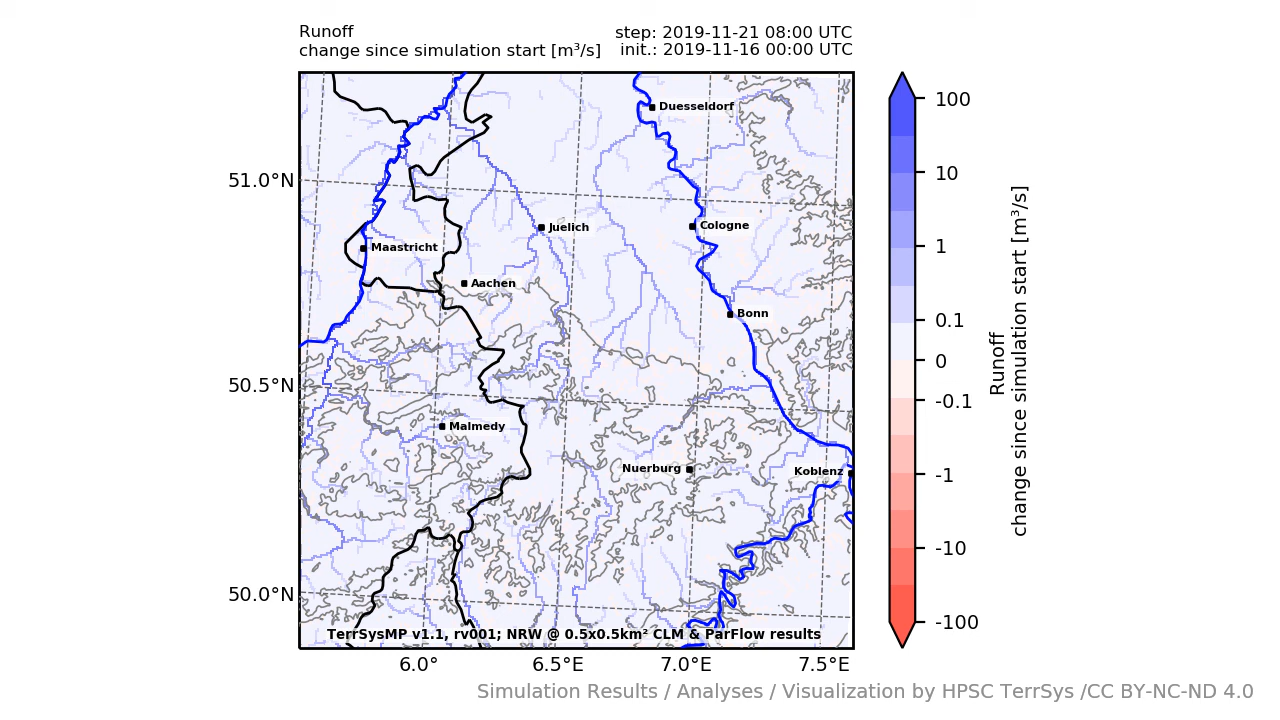 Runoff
change since simulation start [m³/s]
step: 2019-11-21 08:00 UTC
init.: 2019-11-16 00:00 UTC
Duesseldorf
51.0°N
Cologne
Juelich
Maastricht
Aachen
Bonn
50.5°N
Malmedy
Nuerburg
Koblenz
50.0°N
TerrSysMP v1.1, rv001; NRW @ 0.5x0.5km² CLM & ParFlow results
6.0°
6.5°E
7.0°E
7.5°E
100
10
1
0.1
0
-0.1
-1
-10
-100
Runoff
change since simulation start [m³/s]
Simulation Results / Analyses / Visualization by HPSC TerrSys /CC BY-NC-ND 4.0